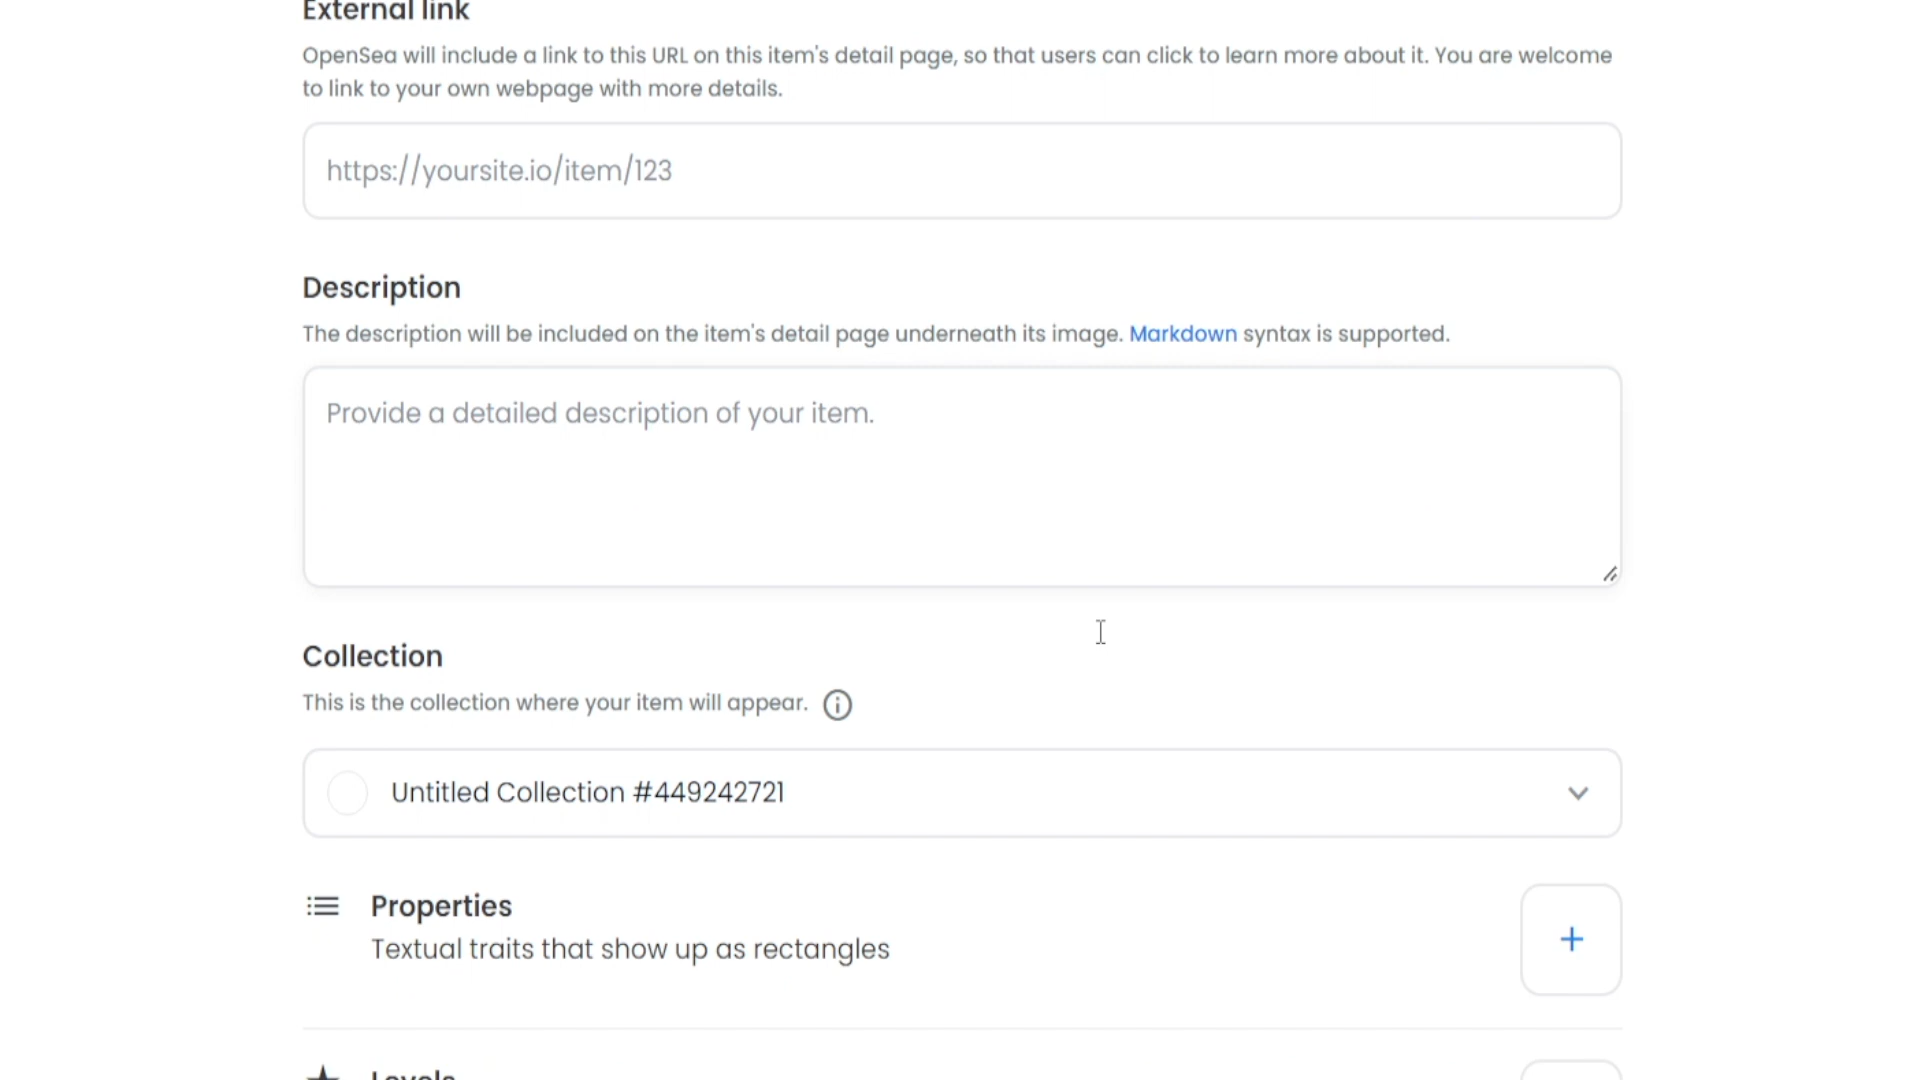 External link
OpenSea will include a link to this URL on this item's detail page, so that users can click to learn more about it. You are welcome
to link to your own webpage with more details.
https://yoursite.io/item/123
Description
The description will be included on the item's detail page underneath its image. Markdown syntax is supported.
Provide a detailed description of your item.
Collection
This is the collection where your item will appear.
Untitled Collection #449242721
Properties
Textual traits that show up as rectangles
Levels